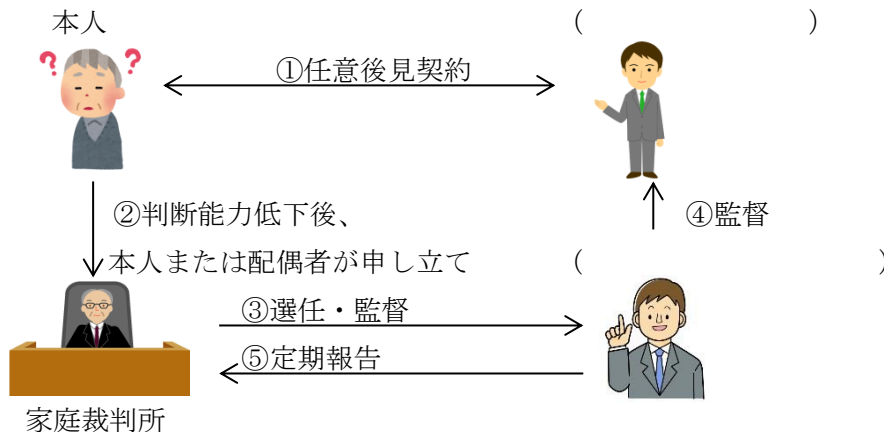 本人
(　　　　　　　　)
？ ？
①任意後見契約
②判断能力低下後、
④監督
本人または配偶者が申し立て
(　　　　　　　　　　)
③選任・監督
⑤定期報告
家庭裁判所